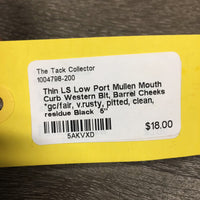 The Tack Collector
1004798-200
Thin LS Low Port Mullen Mouth
Curb Western Bit, Barrel Cheeks
*gc/fair, v.rusty, pitted, clean,
residue Black 5"
5AKVXD
$18.00